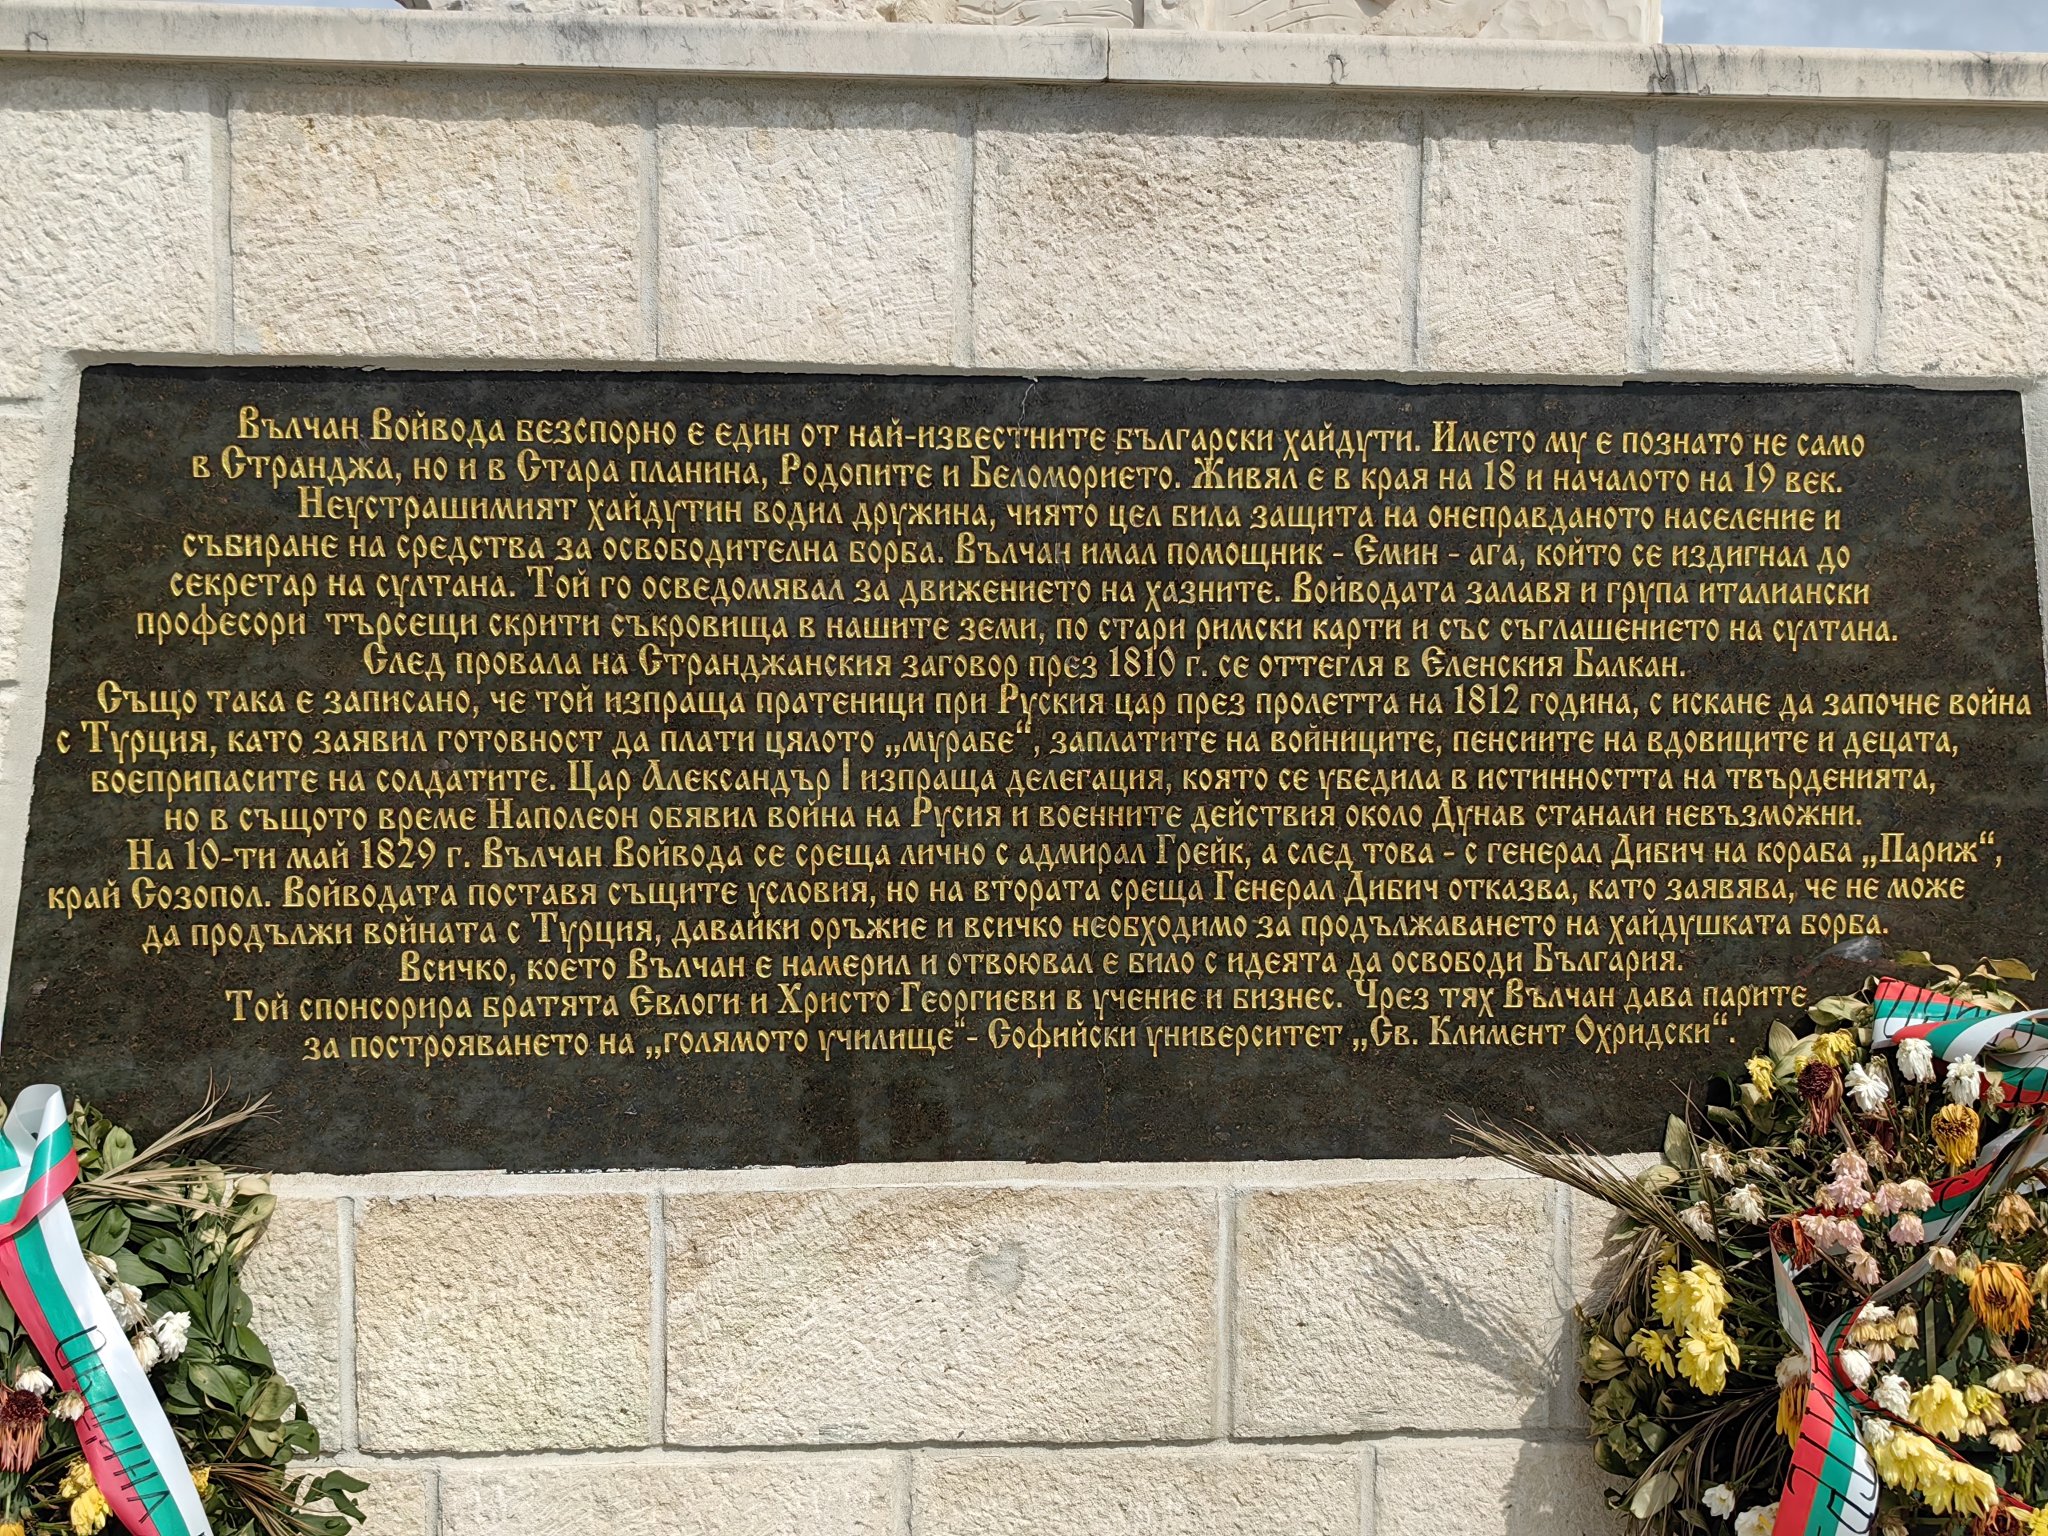 Вълчан Войвода безспорно е един от най-известните български хайдути. Името му е познато не само
в Странджа, но и в Стара планина, Родопите и Беломорието. Живял е в края на 18 и началото на 19 век.
Неустрашимият хайдутин водил дружина, чиято цел била защита на онеправданото население и
събиране на средства за освободителна борба. Вълчан имал помощник - Емин - ага, който се издигнал до
секретар на султана. Той го осведомявал за движението на хазните. Войводата залавя и група италиански
професори търсещи скрити съкровища в нашите земи, по стари римски карти и със съглашението на султана.
След провала на Странджанския заговор през 1810 г. се оттегля в Еленския Балкан.
Също така е записано, че той изпраща пратеници при Руския цар през пролетта на 1812 година, с искане да започне война
с Турция, като заявил готовност да плати цялото „мурабе“, заплатите на войниците, пенсиите на вдовиците и децата,
боеприпасите на солдатите. Цар Александър I изпраща делегация, която се убедила в истинността на твърденията,
но в същото време Наполеон обявил война на Русия и военните действия около Дунав станали невъзможни.
На 10-ти май 1829 г. Вълчан Войвода се среща лично с адмирал Грейк, а след това - с генерал Дибич на кораба „Париж“,
край Созопол. Войводата поставя същите условия, но на втората среща Генерал Дибич отказва, като заявява, че не може
да продължи войната с Турция, давайки оръжие и всичко необходимо за продължаването на хайдушката борба.
Всичко, което Вълчан е намерил и отвоювал е било с идеята да освободи България.
Той спонсорира братята Евлоги и Христо Георгиеви в учение и бизнес. Чрез тях Вълчан дава парите
за построяването на „голямото училище“ - Софийски университет „Св. Климент Охридски“.